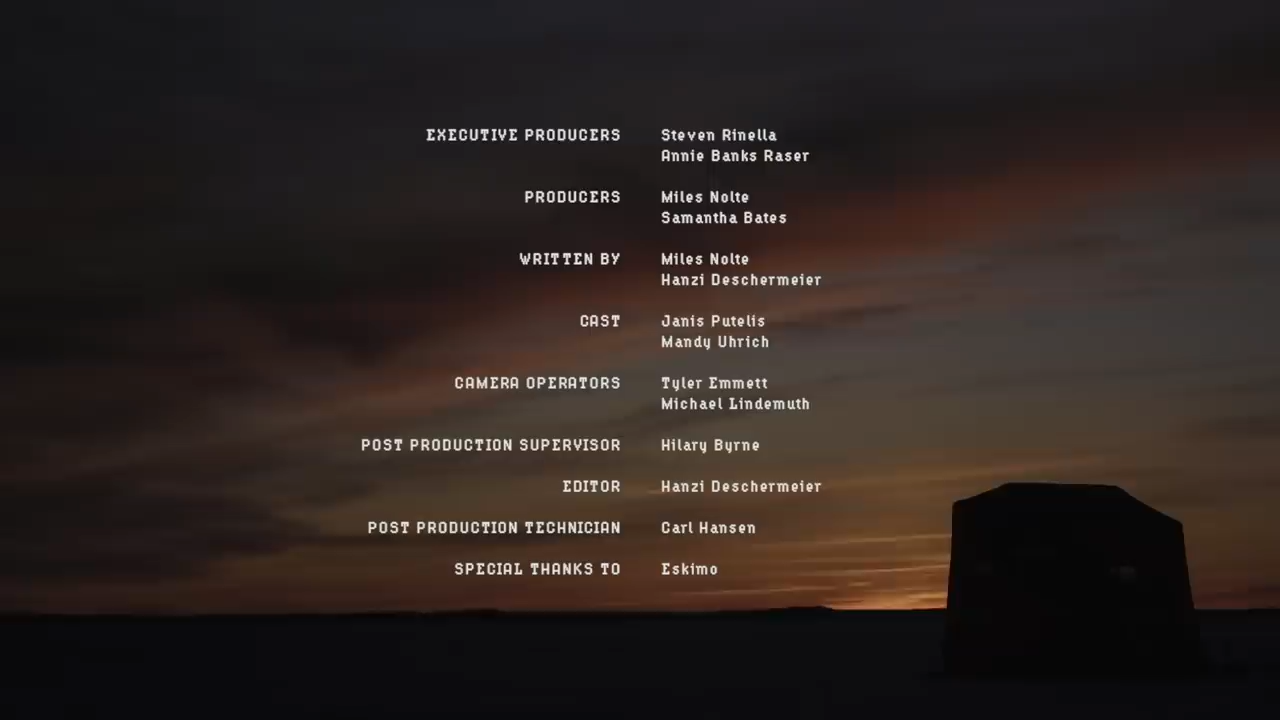 EXECUTIVE PRODUCERS Steven Rinella
Annie Banks Raser
PRODUCERS Miles Nolte
Samantha Bates
WRITTEN BY Miles Nolte
Hanzi Deschermeier
CAST Janis Putelis
Mandy Uhrich
CAMERA OPERATORS Tyler Emmett
Michael Lindemuth
POST PRODUCTION SUPERVISOR Hilary Byrne
EDITOR Hanzi Deschermeier
POST PRODUCTION TECHNICIAN Carl Hansen
SPECIAL THANKS TO Eskimo